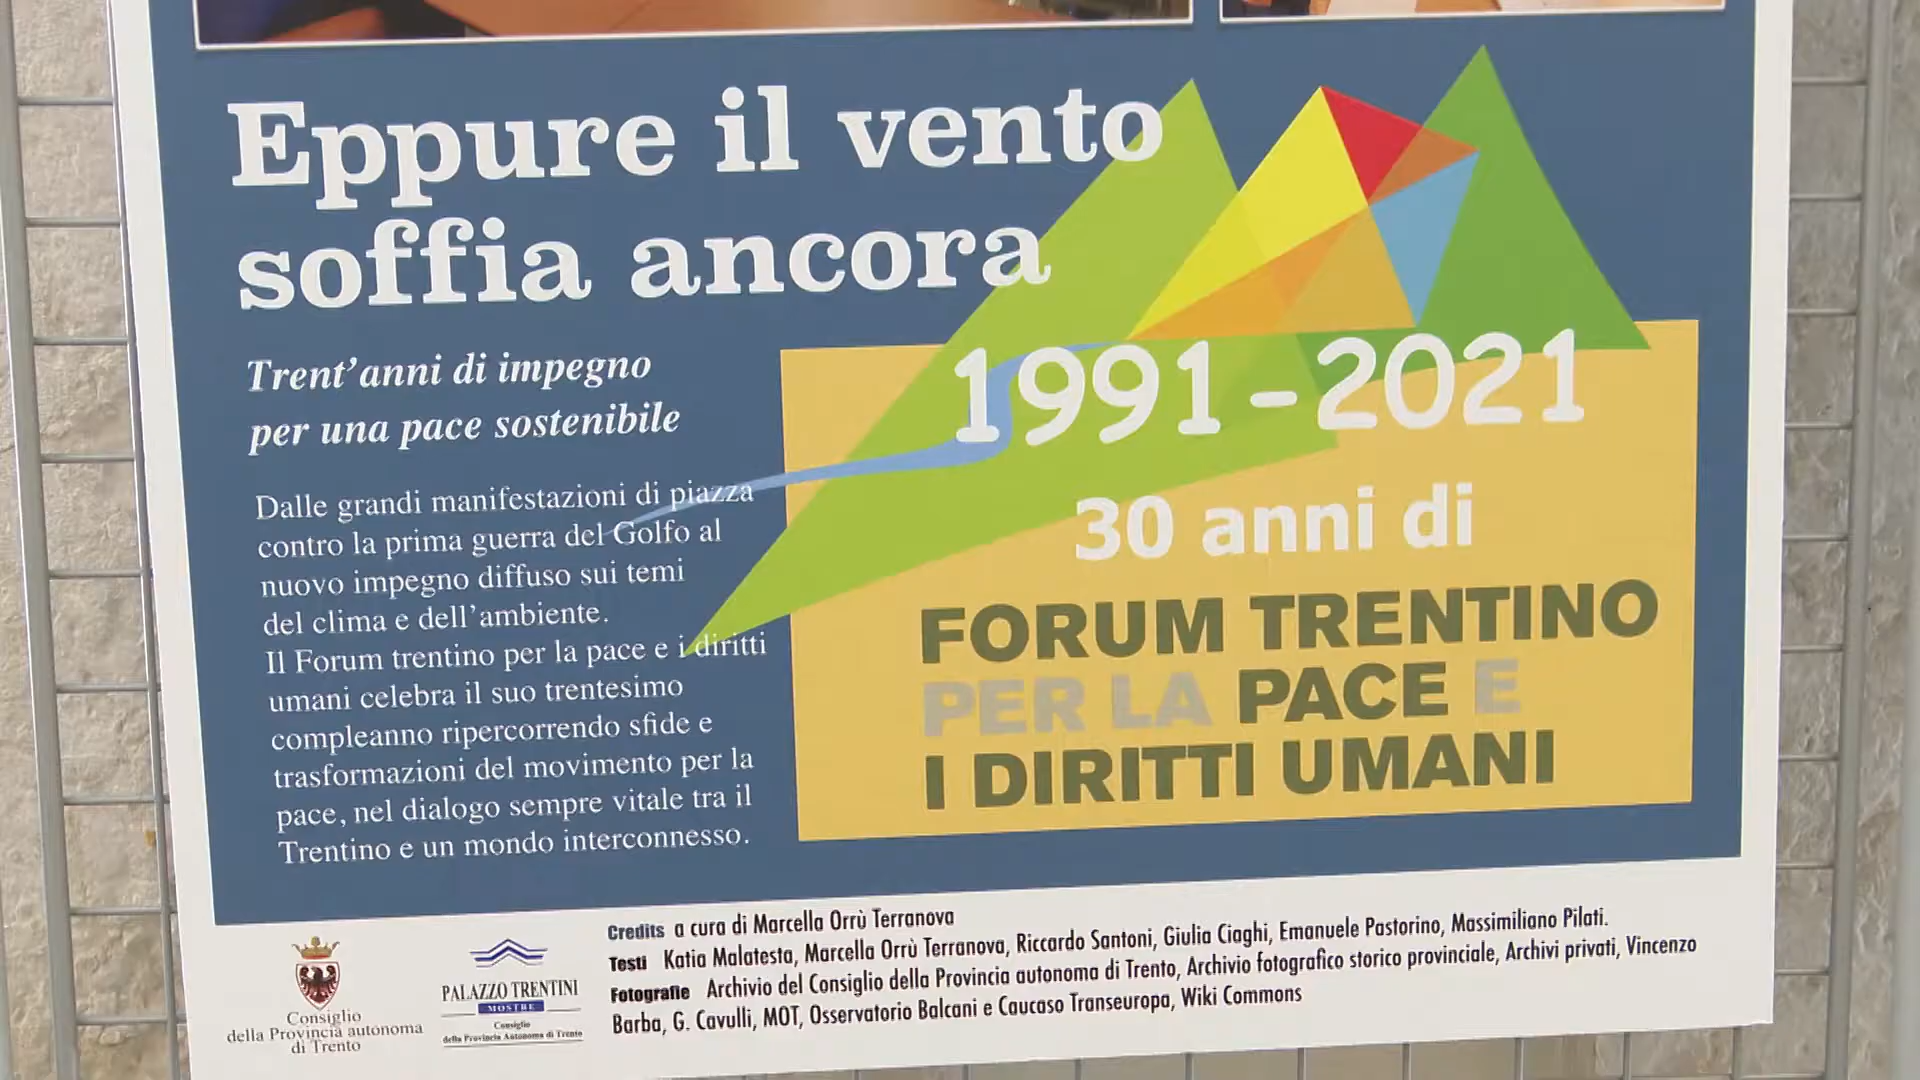 Eppure il vento
soffia ancora
Trent'anni di impegno
per una pace sostenibile
Dalle grandi manifestazioni di piazza
contro la prima guerra del Golfo al
nuovo impegno diffuso sui temi
del clima e dell'ambiente.
Il Forum trentino per la pace e i diritti
umani celebra il suo trentesimo
compleanno ripercorrendo sfide e
trasformazioni del movimento per la
pace, nel dialogo sempre vitale tra il
Trentino e un mondo interconnesso.
1991-2021
30 anni di
FORUM TRENTINO
PER LA PACE E
I DIRITTI UMANI
Consiglio
della Provincia autonoma
di Trento
PALAZZO TRENTINI
MOSTRE
Consiglio
della Provincia Autonoma di Trento
Credits a cura di Marcella Orrù Terranova
Testi Katia Malatesta, Marcella Orrù Terranova, Riccardo Santoni, Giulia Ciaghi, Emanuele Pastorino, Massimiliano Pilati.
Fotografie Archivio del Consiglio della Provincia autonoma di Trento, Archivio fotografico storico provinciale, Archivi privati, Vincenzo
Barba, G. Cavulli, MOT, Osservatorio Balcani e Caucaso Transeuropa, Wiki Commons